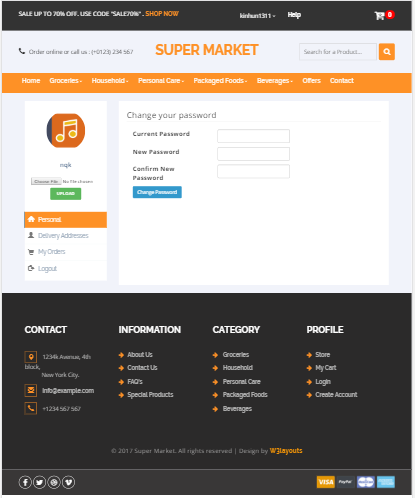 SALE UP TO 70% OFF. USE CODE "SALE70%" . SHOP NOW
kinhun1311
Help
0
Order online or call us : (+0123) 234 567
SUPER MARKET
Search for a Product...
Home Groceries Household Personal Care Packaged Foods Beverages Offers Contact
nqk
Choose File No file chosen
UPLOAD
Personal
Delivery Addresses
My Orders
Logout
Change your password
Current Password
New Password
Confirm New
Password
Change Password
CONTACT
1234k Avenue, 4th
block,
New York City.
info@example.com
+1234 567 567
INFORMATION
About Us
Contact Us
FAQ's
Special Products
CATEGORY
Groceries
Household
Personal Care
Packaged Foods
Beverages
PROFILE
Store
My Cart
Login
Create Account
© 2017 Super Market. All rights reserved | Design by W3layouts
VISA PayPal